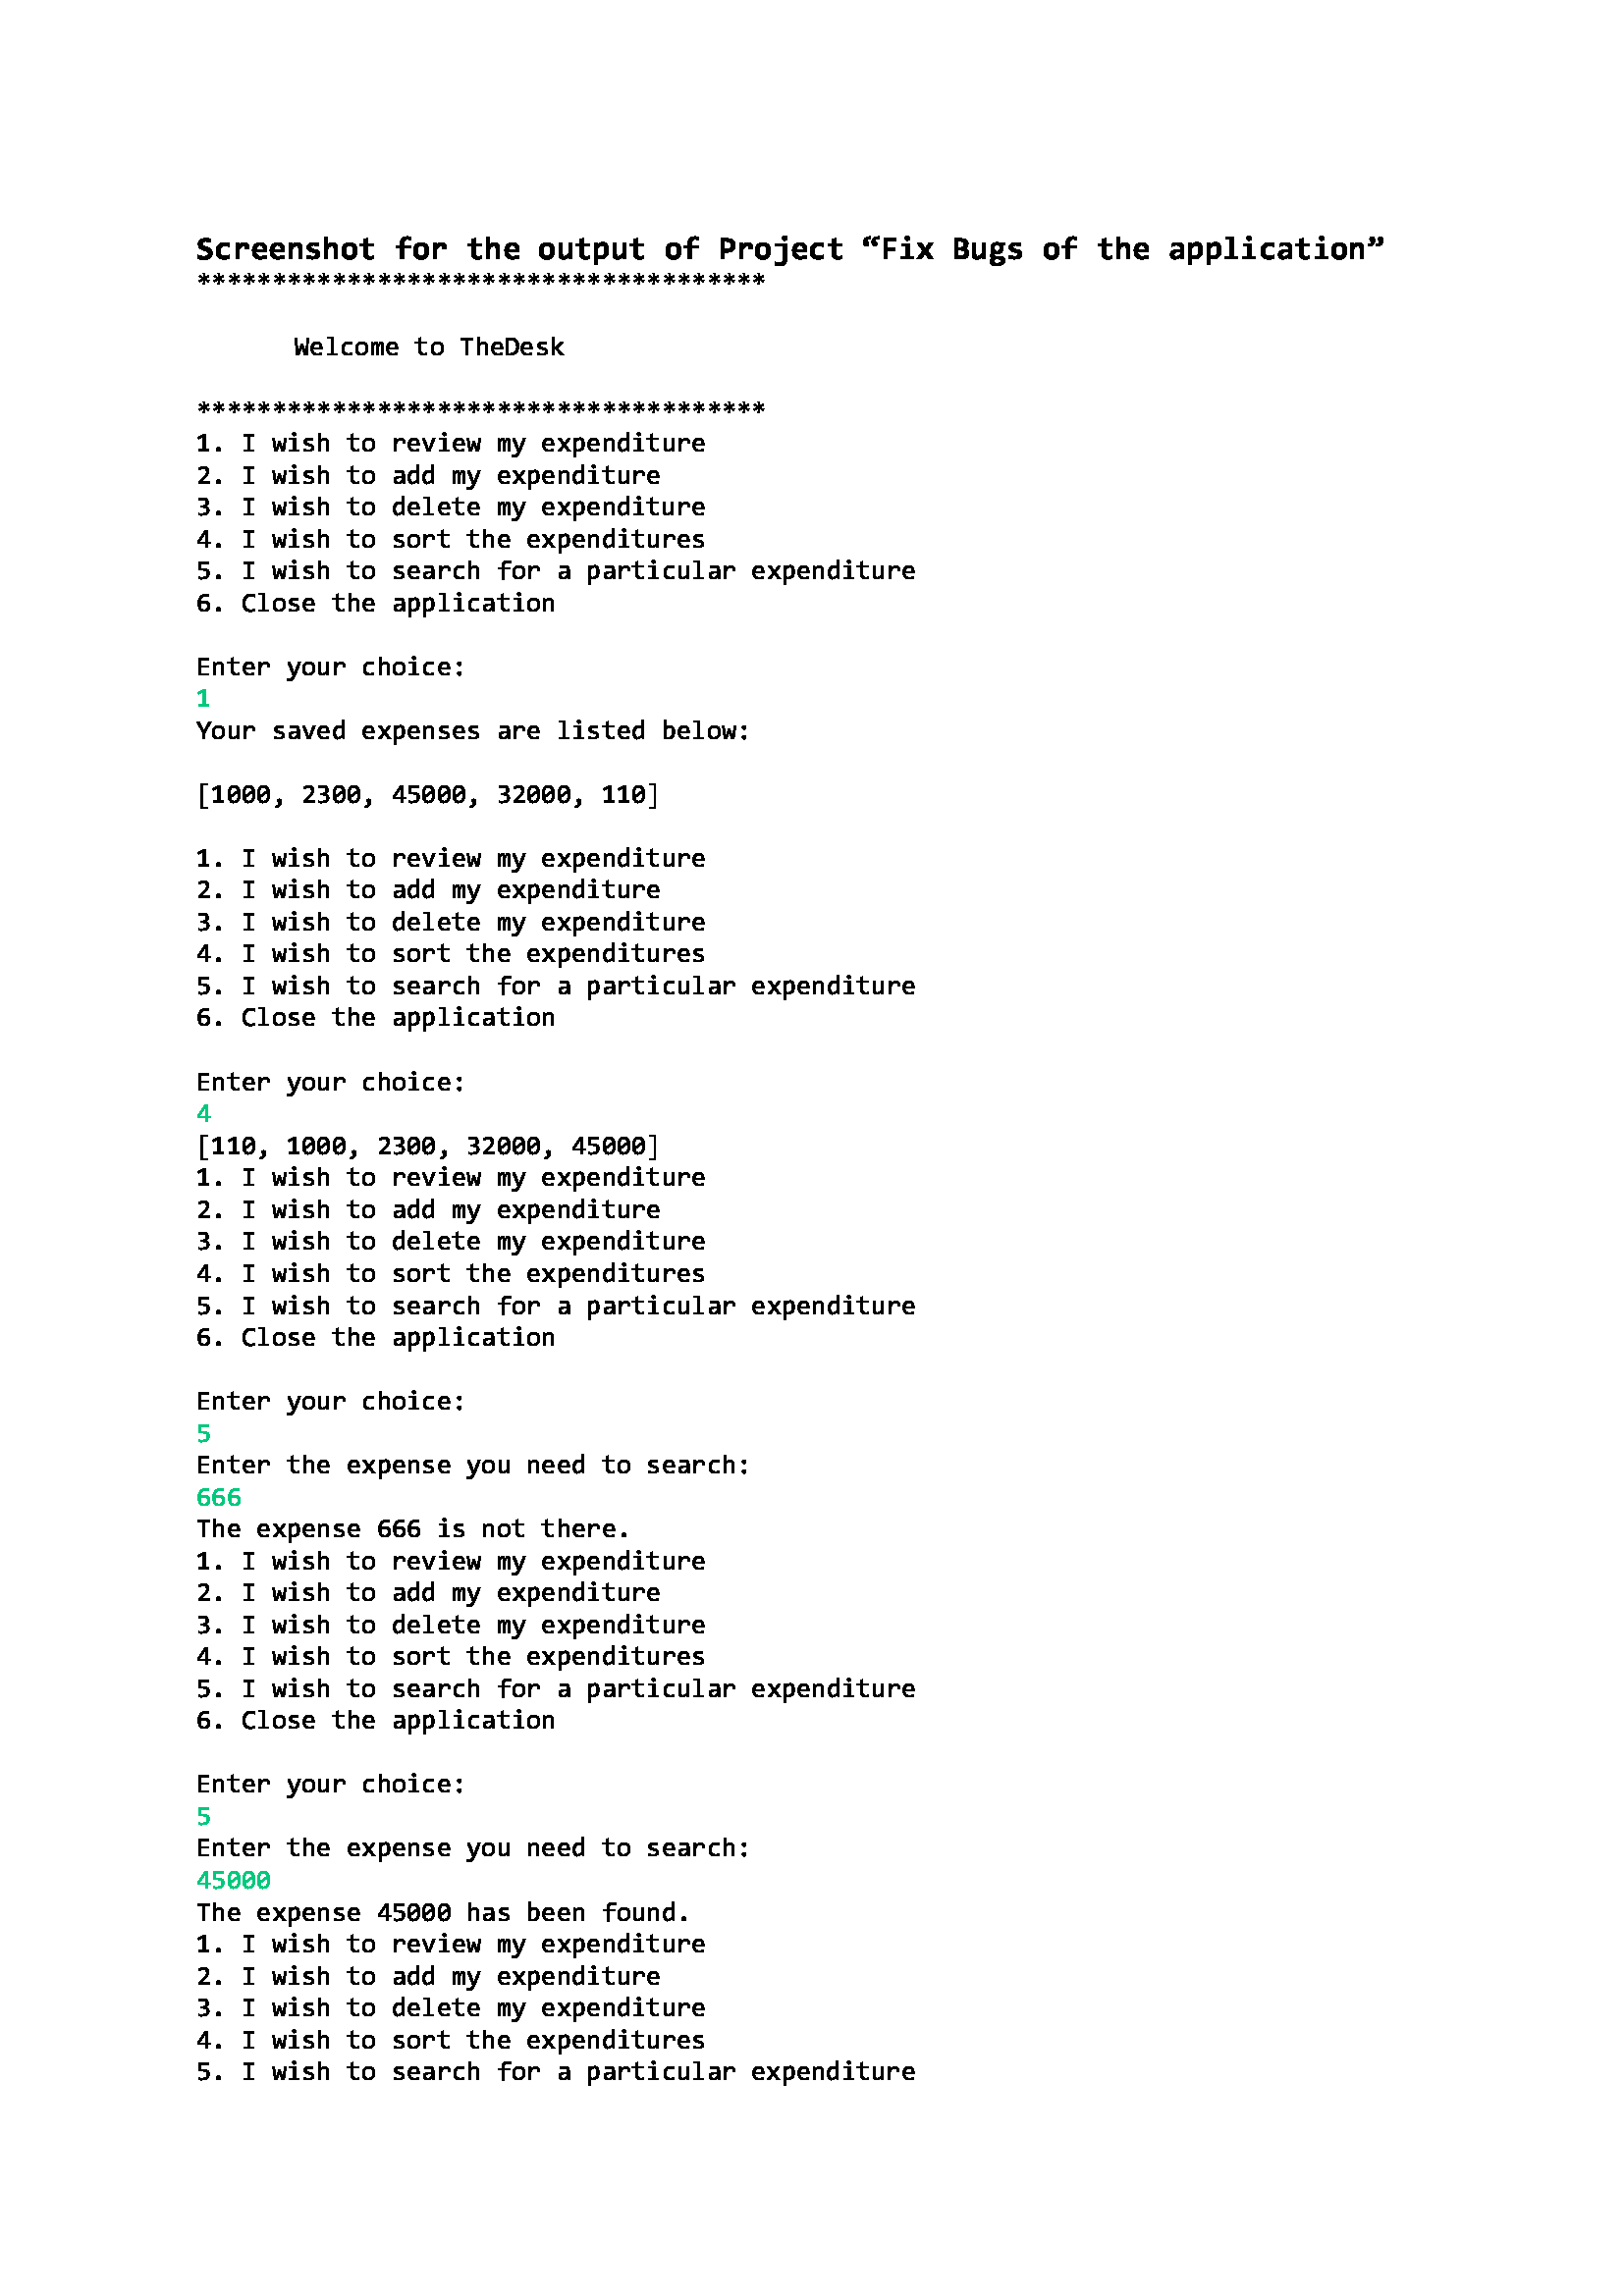 Screenshot for the output of Project “Fix Bugs of the application”
**************************************
Welcome to TheDesk
**************************************
1. I wish to review my expenditure
2. I wish to add my expenditure
3. I wish to delete my expenditure
4. I wish to sort the expenditures
5. I wish to search for a particular expenditure
6. Close the application
Enter your choice:
1
Your saved expenses are listed below:
[1000, 2300, 45000, 32000, 110]
1. I wish to review my expenditure
2. I wish to add my expenditure
3. I wish to delete my expenditure
4. I wish to sort the expenditures
5. I wish to search for a particular expenditure
6. Close the application
Enter your choice:
4
[110, 1000, 2300, 32000, 45000]
1. I wish to review my expenditure
2. I wish to add my expenditure
3. I wish to delete my expenditure
4. I wish to sort the expenditures
5. I wish to search for a particular expenditure
6. Close the application
Enter your choice:
5
Enter the expense you need to search:
666
The expense 666 is not there.
1. I wish to review my expenditure
2. I wish to add my expenditure
3. I wish to delete my expenditure
4. I wish to sort the expenditures
5. I wish to search for a particular expenditure
6. Close the application
Enter your choice:
5
Enter the expense you need to search:
45000
The expense 45000 has been found.
1. I wish to review my expenditure
2. I wish to add my expenditure
3. I wish to delete my expenditure
4. I wish to sort the expenditures
5. I wish to search for a particular expenditure